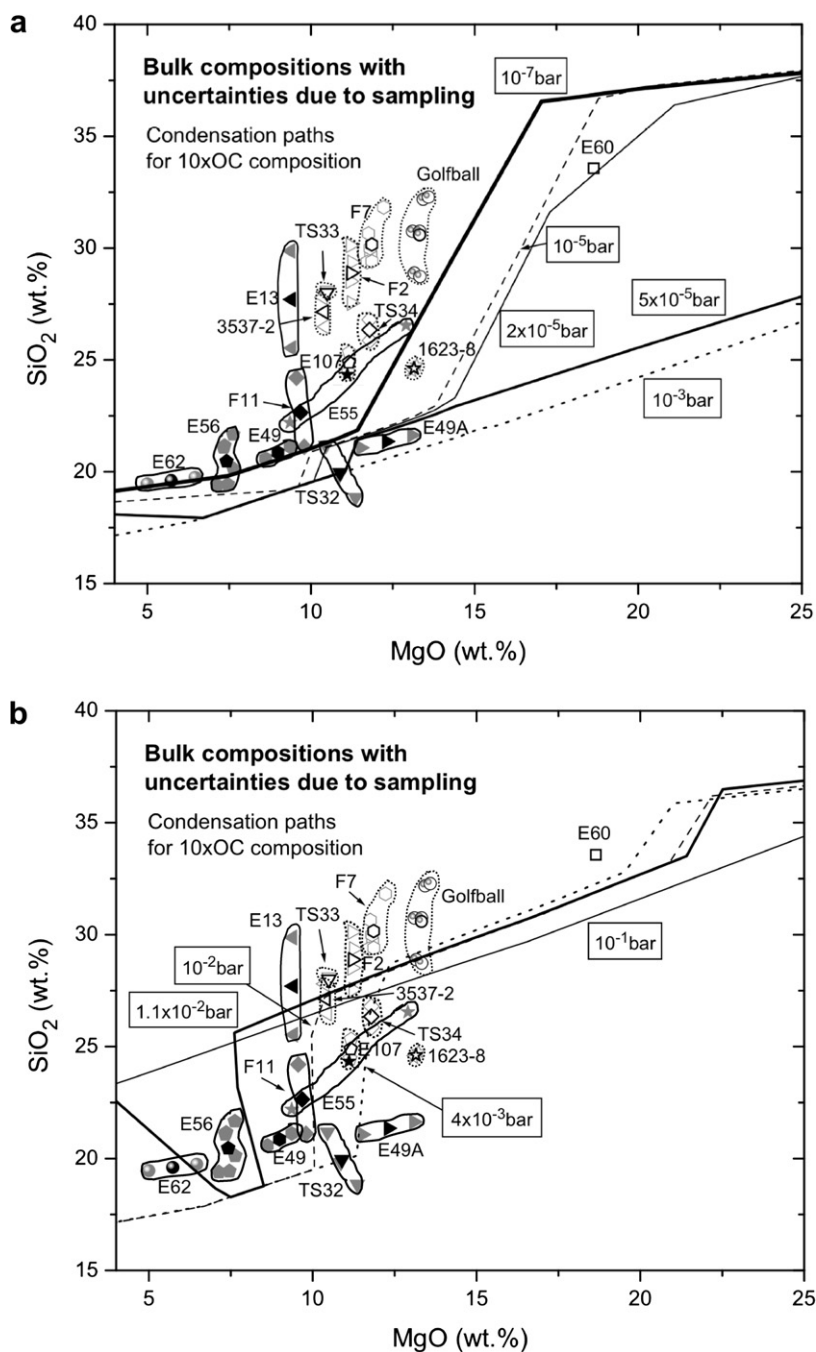 a
40
35
30
25
20
15
SiO2 (wt.%)
Bulk compositions with
uncertainties due to sampling
Condensation paths
for 10xOC composition
10-7bar
E60
Golfball
F7
TS33
10-5bar
E13
F2
5x10-5bar
3537-2
TS34
2x10-5bar
1623-8
E107
10-3bar
F11
E55
E56
E49
E49A
E62
TS32
5
10
15
20
25
MgO (wt.%)
b
40
35
30
25
20
15
SiO2 (wt.%)
Bulk compositions with
uncertainties due to sampling
Condensation paths
for 10xOC composition
E60
F7
Golfball
TS33
E13
10-1bar
10-2bar
F2
3537-2
1.1x10-2bar
TS34
E107
1623-8
F11
E55
4x10-3bar
E56
E49
E49A
E62
TS32
5
10
15
20
25
MgO (wt.%)